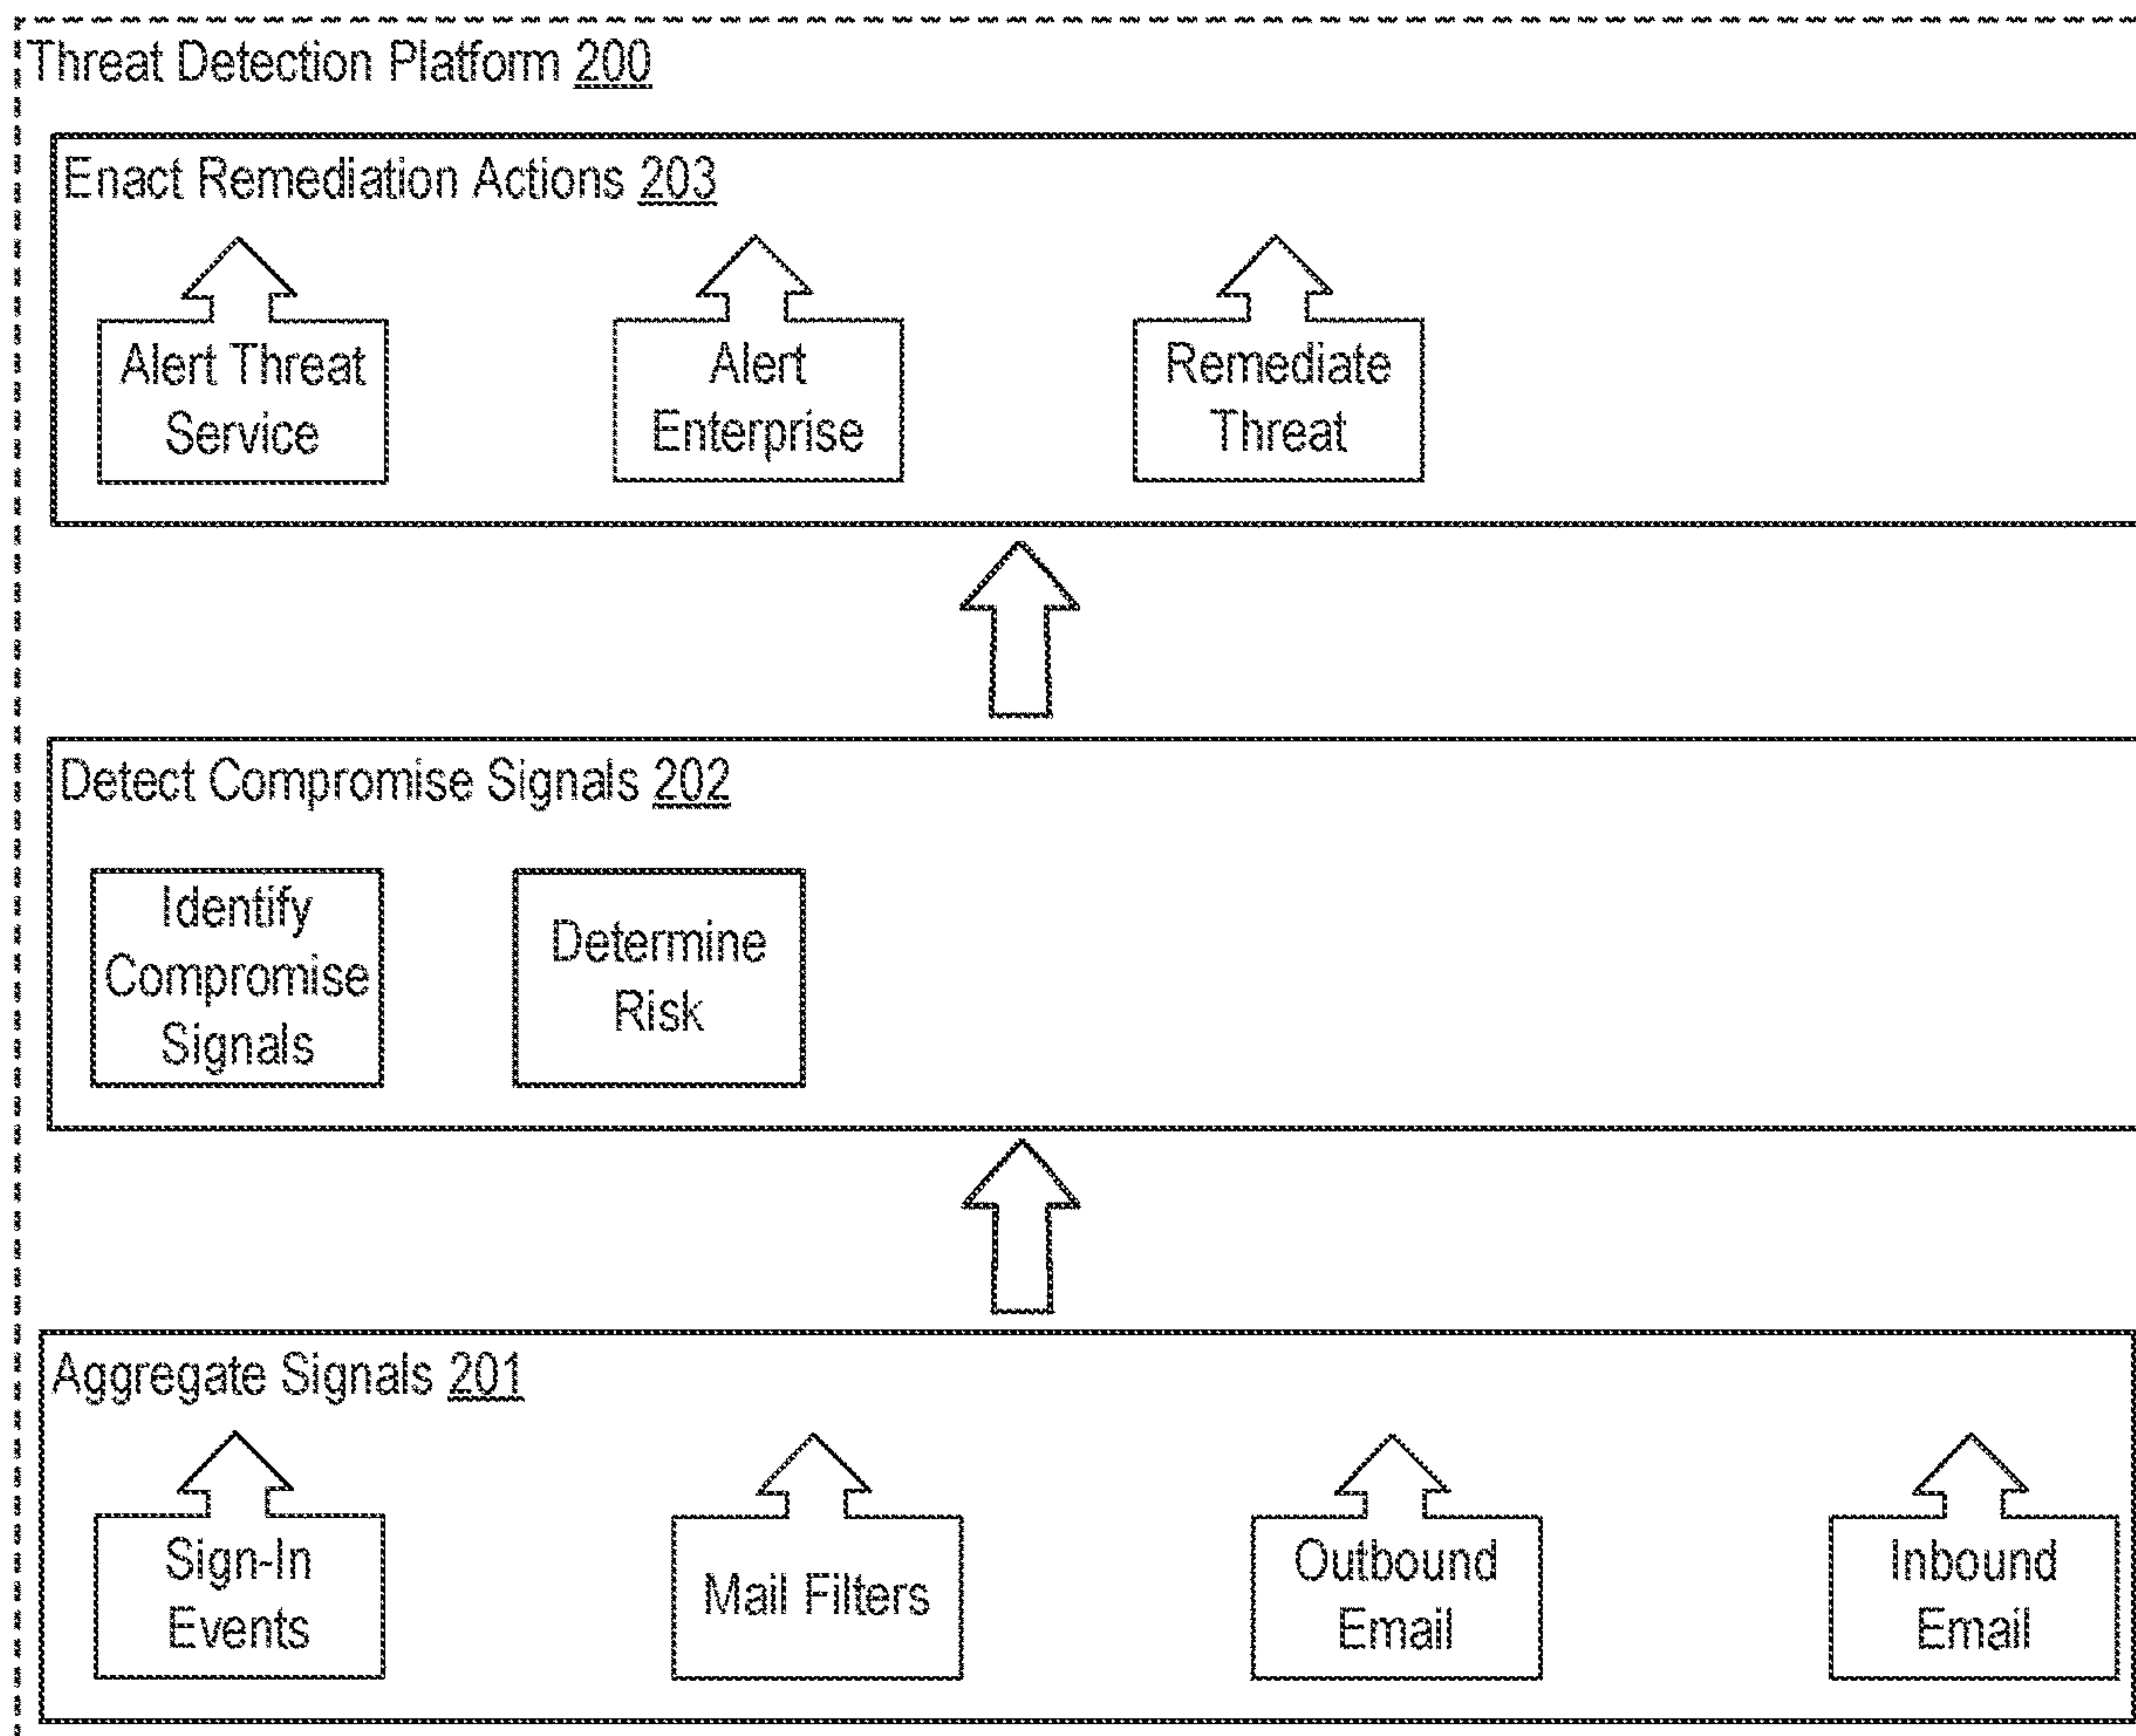 Threat Detection Platform 200
Enact Remediation Actions 203
Alert Threat
Service
Alert
Enterprise
Remediate
Threat
Detect Compromise Signals 202
Identify
Compromise
Signals
Determine
Risk
Aggregate Signals 201
Sign-In
Events
Mail Filters
Outbound
Email
Inbound
Email